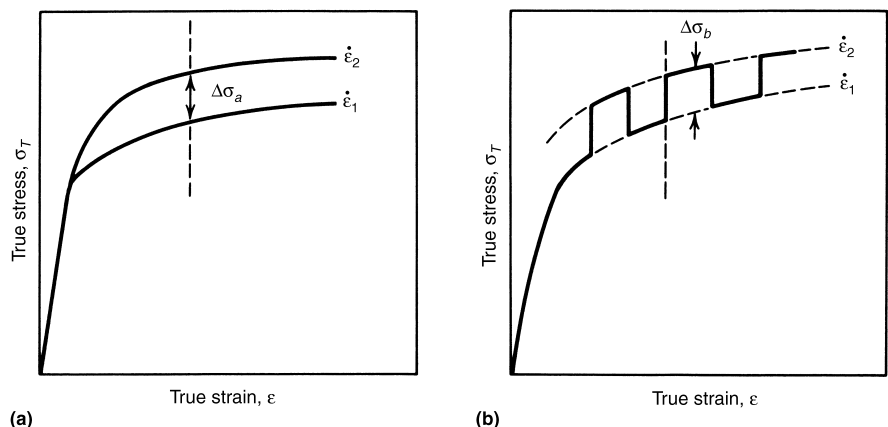 True stress, σT
ε̇2
Δσa
ε̇1
True strain, ε
(a)
True stress, σT
Δσb
ε̇2
ε̇1
True strain, ε
(b)